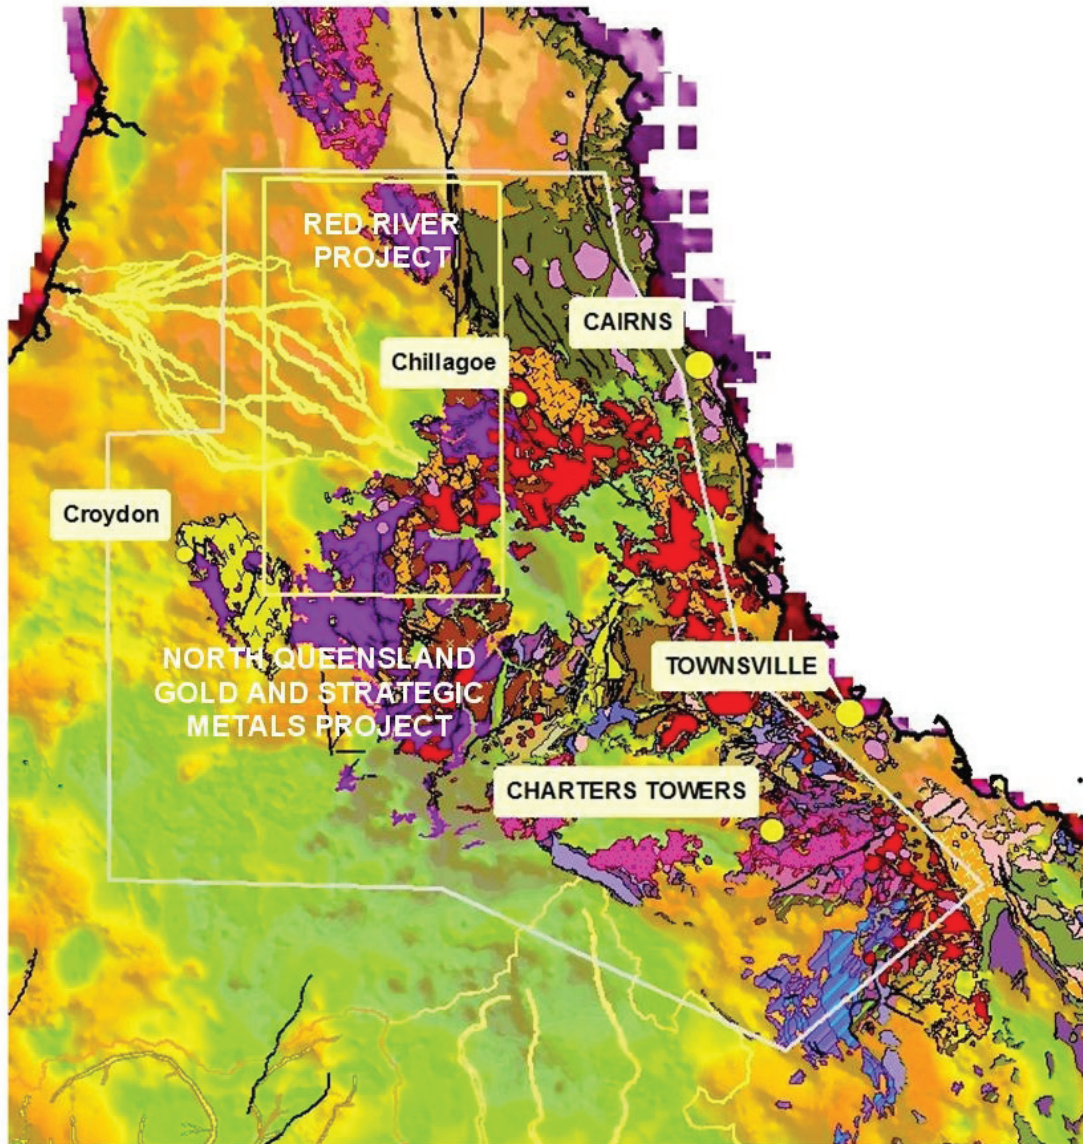 RED RIVER
PROJECT
CAIRNS
Chillagoe
Croydon
NORTH QUEENSLAND
GOLD AND STRATEGIC
METALS PROJECT
TOWNSVILLE
CHARTERS TOWERS